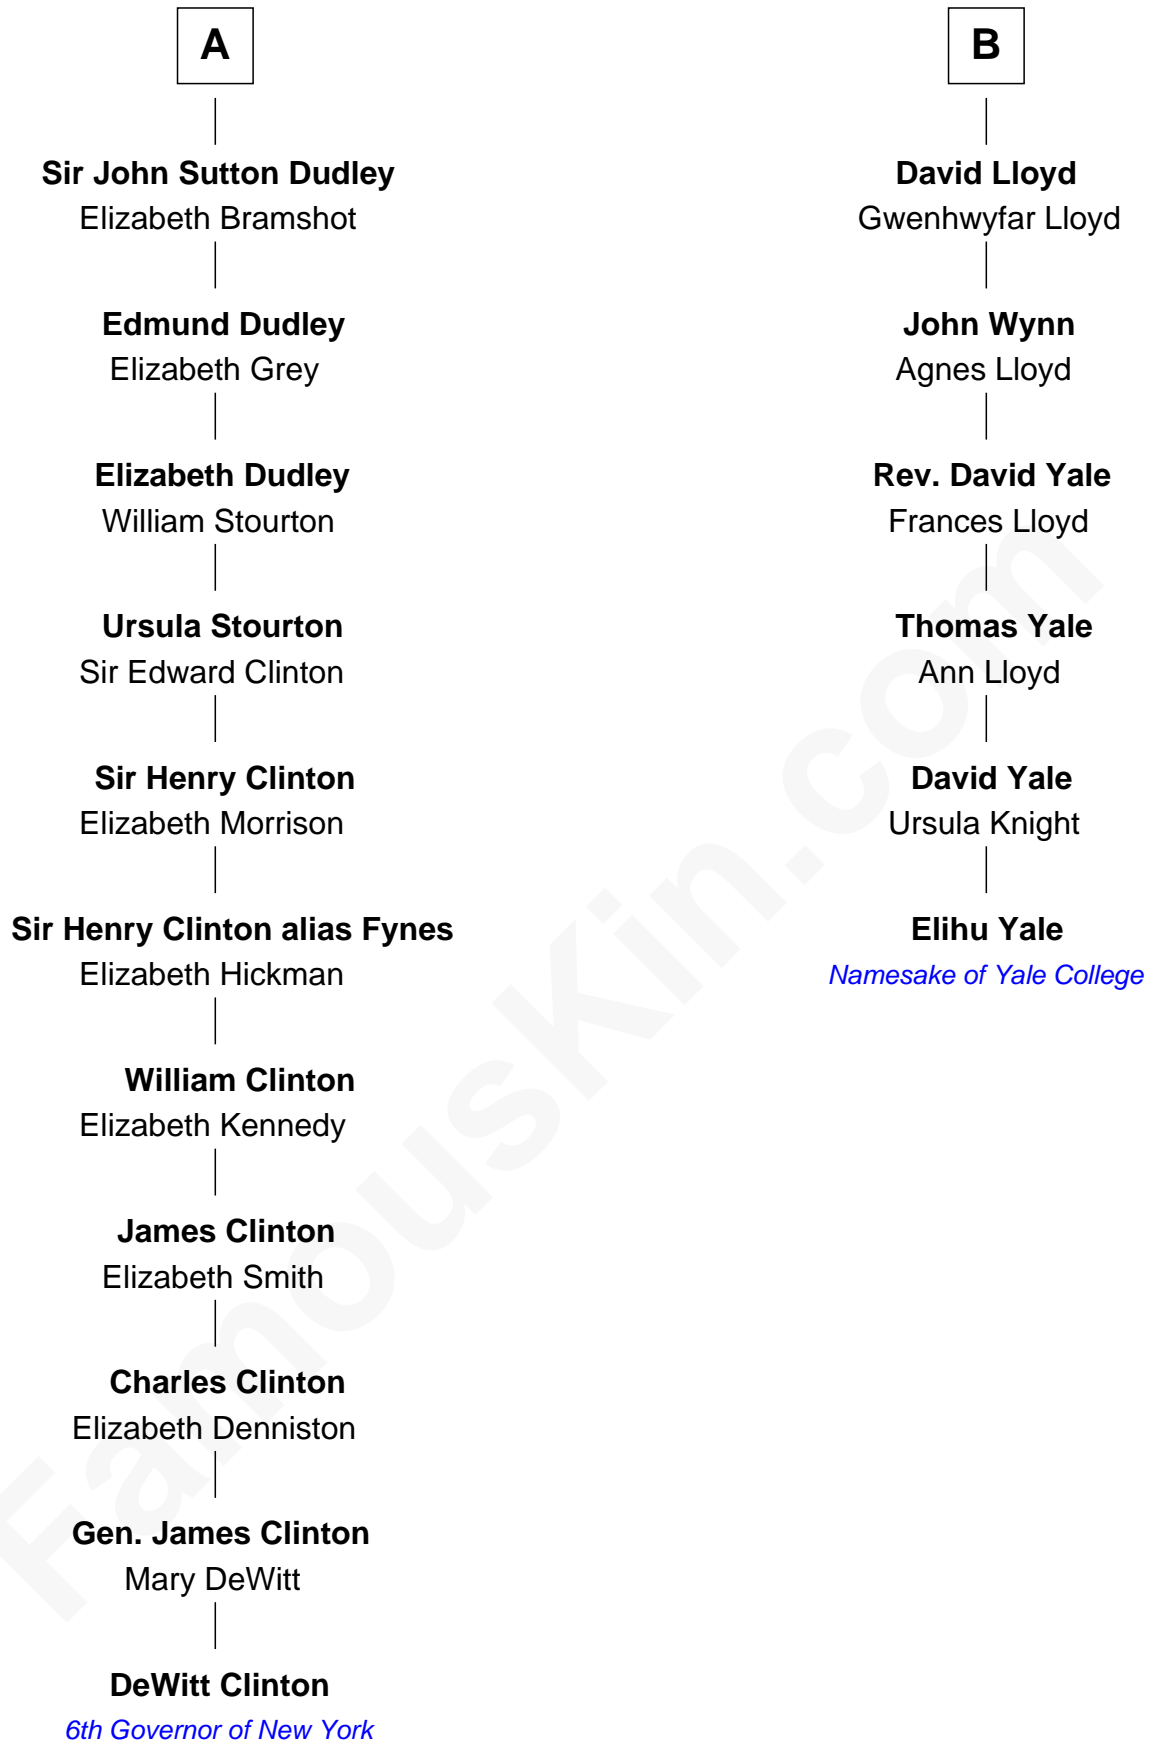 A
Sir John Sutton Dudley
Elizabeth Bramshot
Edmund Dudley
Elizabeth Grey
Elizabeth Dudley
William Stourton
Ursula Stourton
Sir Edward Clinton
Sir Henry Clinton
Elizabeth Morrison
Sir Henry Clinton alias Fynes
Elizabeth Hickman
William Clinton
Elizabeth Kennedy
James Clinton
Elizabeth Smith
Charles Clinton
Elizabeth Denniston
Gen. James Clinton
Mary DeWitt
DeWitt Clinton
6th Governor of New York
B
David Lloyd
Gwenhwyfar Lloyd
John Wynn
Agnes Lloyd
Rev. David Yale
Frances Lloyd
Thomas Yale
Ann Lloyd
David Yale
Ursula Knight
Elihu Yale
Namesake of Yale College
FamousKin.com